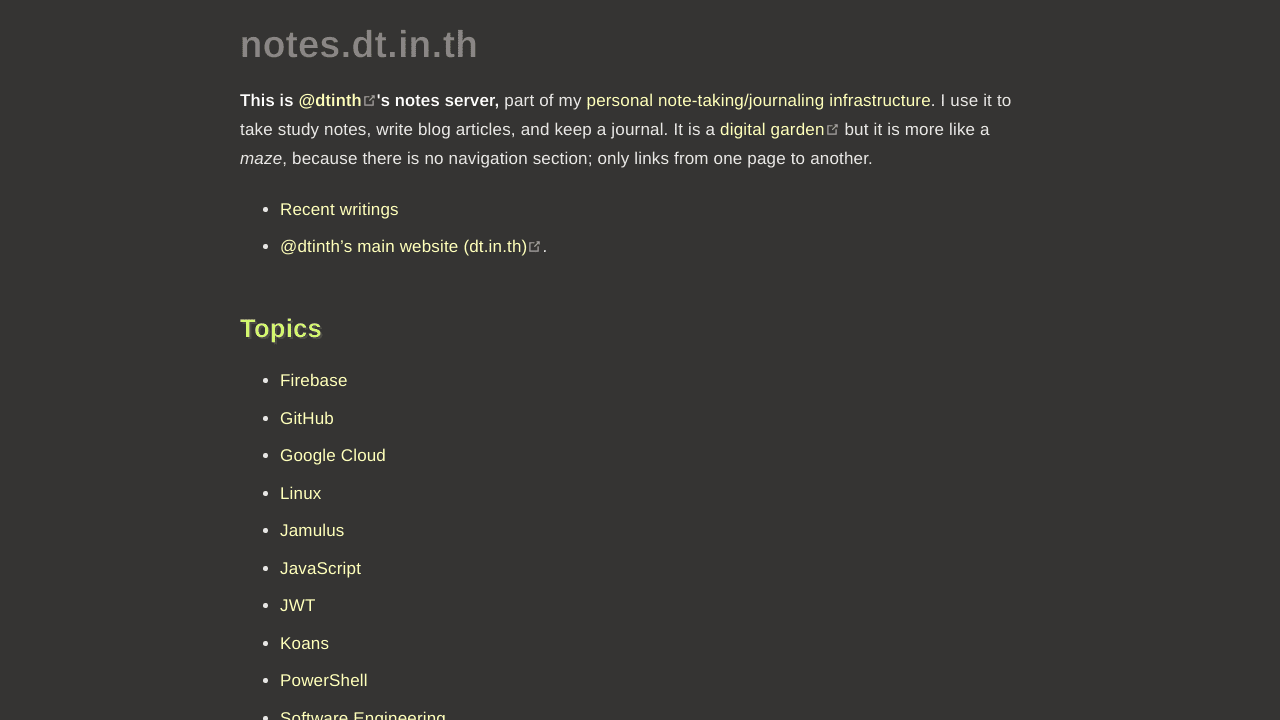 notes.dt.in.th
This is @dtinth's notes server, part of my personal note-taking/journaling infrastructure. I use it to
take study notes, write blog articles, and keep a journal. It is a digital garden but it is more like a
maze, because there is no navigation section; only links from one page to another.
Recent writings
@dtinth’s main website (dt.in.th).
Topics
Firebase
GitHub
Google Cloud
Linux
Jamulus
JavaScript
JWT
Koans
PowerShell
Software Engineering